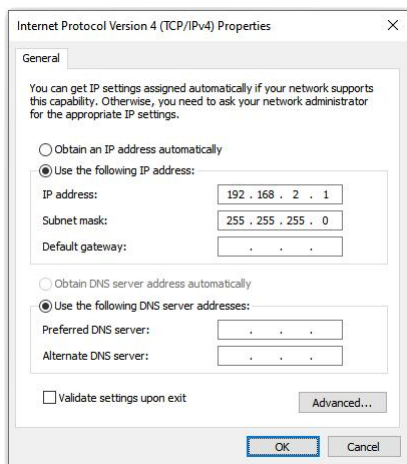 Internet Protocol Version 4 (TCP/IPv4) Properties
General
You can get IP settings assigned automatically if your network supports
this capability. Otherwise, you need to ask your network administrator
for the appropriate IP settings.
Obtain an IP address automatically
Use the following IP address:
IP address: 192 . 168 . 2 . 1
Subnet mask: 255 . 255 . 255 . 0
Default gateway: . . .
Obtain DNS server address automatically
Use the following DNS server addresses:
Preferred DNS server: . . .
Alternate DNS server: . . .
Validate settings upon exit
Advanced...
OK Cancel